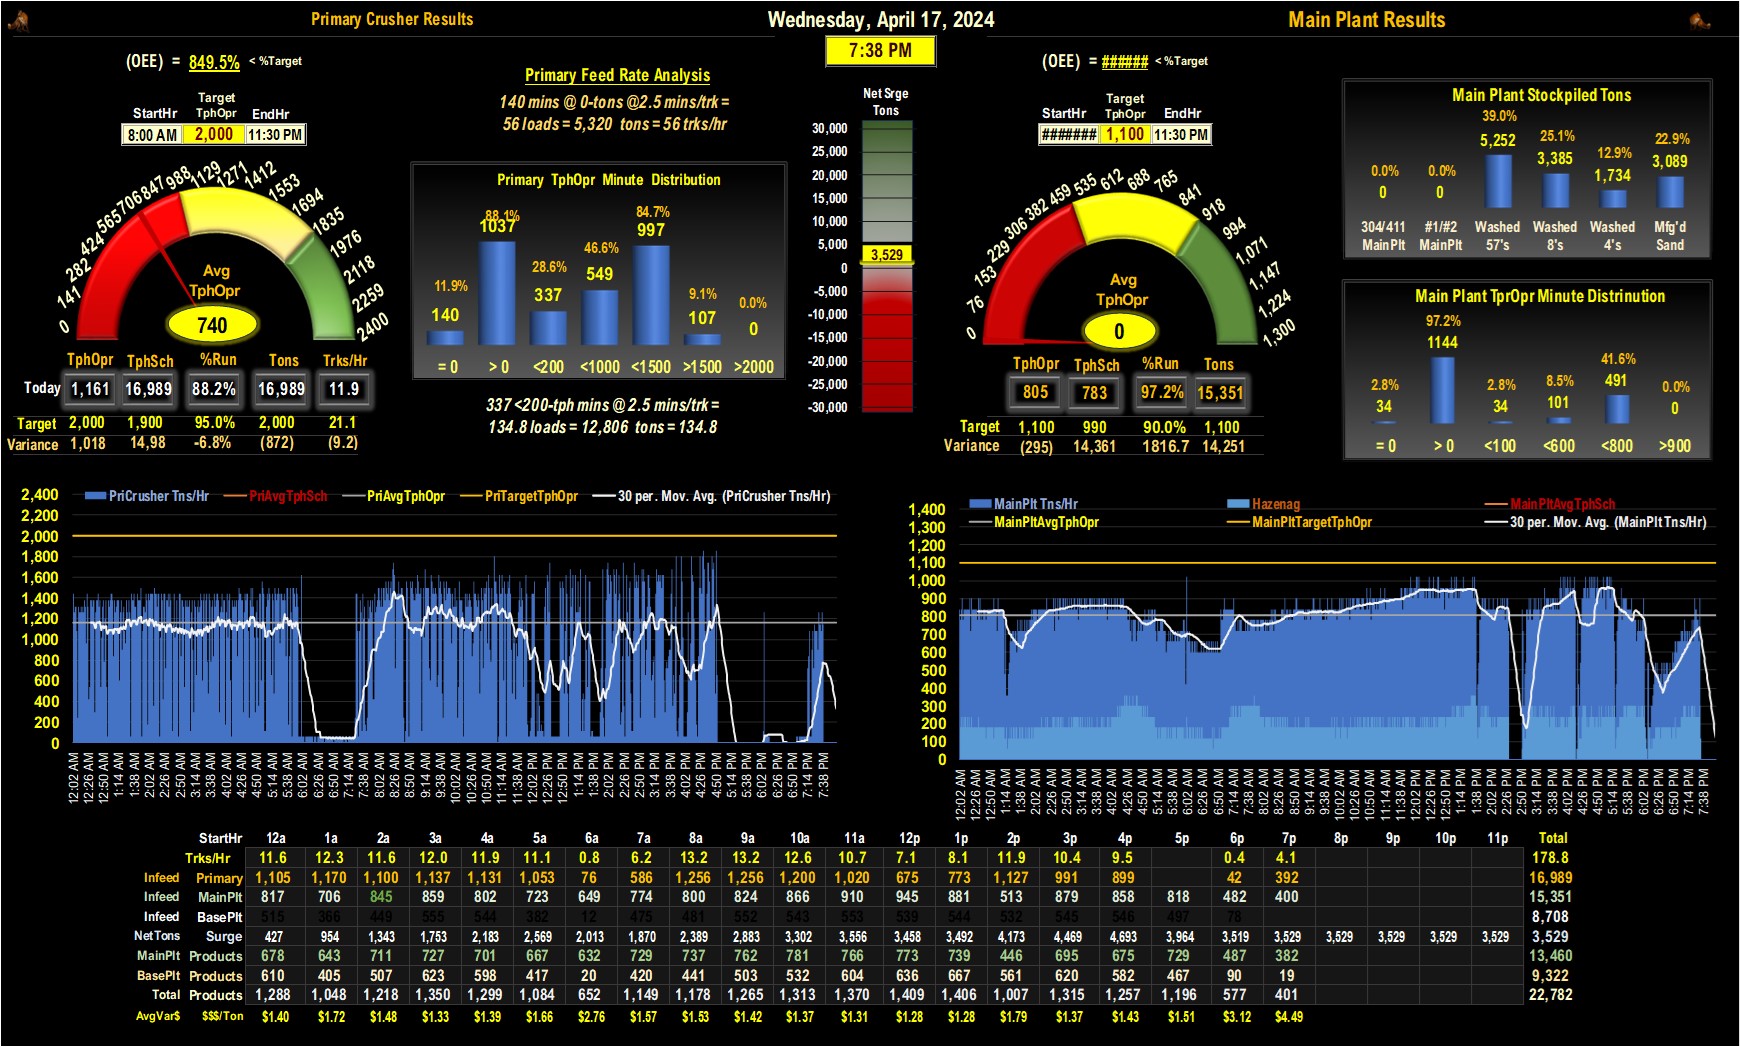 Primary Crusher Results
Wednesday, April 17, 2024
Main Plant Results
7:38 PM
(OEE) = 849.5% < %Target
StartHr Target TphOpr EndHr
8:00 AM 2,000 11:30 PM
0 141 282 424 565 706 847 988 1129 1271 1412 1553 1694 1835 1976 2118 2259 2400
Avg
TphOpr
740
TphOpr TphSch %Run Tons Trks/Hr
Today 1,161 16,989 88.2% 16,989 11.9
Target 2,000 1,900 95.0% 2,000 21.1
Variance 1,018 14,98 -6.8% (872) (9.2)
Primary Feed Rate Analysis
140 mins @ 0-tons @2.5 mins/trk =
56 loads = 5,320 tons = 56 trks/hr
Primary TphOpr Minute Distribution
11.9% 88.1% 28.6% 46.6% 84.7% 9.1% 0.0%
140 1037 337 549 997 107 0
= 0 > 0 <200 <1000 <1500 >1500 >2000
337 <200-tph mins @ 2.5 mins/trk =
134.8 loads = 12,806 tons = 134.8
Net Srge
Tons
30,000
25,000
20,000
15,000
10,000
5,000
3,529
0
-5,000
-10,000
-15,000
-20,000
-25,000
-30,000
(OEE) = ###### < %Target
StartHr Target TphOpr EndHr
####### 1,100 11:30 PM
0 76 153 229 306 382 459 535 612 688 765 841 918 994 1,071 1,147 1,224 1,300
Avg
TphOpr
0
TphOpr TphSch %Run Tons
805 783 97.2% 15,351
Target 1,100 990 90.0% 1,100
Variance (295) 14,361 1816.7 14,251
Main Plant Stockpiled Tons
0.0% 0.0% 39.0% 25.1% 12.9% 22.9%
0 0 5,252 3,385 1,734 3,089
304/411 #1/#2 Washed Washed Washed Mfg'd
MainPlt MainPlt 57's 8's 4's Sand
Main Plant TprOpr Minute Distrinution
2.8% 97.2% 2.8% 8.5% 41.6% 0.0%
34 1144 34 101 491 0
= 0 > 0 <100 <600 <800 >900
PriCrusher Tns/Hr PriAvgTphSch PriAvgTphOpr PriTargetTphOpr 30 per. Mov. Avg. (PriCrusher Tns/Hr)
2,400
2,200
2,000
1,800
1,600
1,400
1,200
1,000
800
600
400
200
0
12:02 AM 12:26 AM 12:50 AM 1:14 AM 1:38 AM 2:02 AM 2:26 AM 2:50 AM 3:14 AM 3:38 AM 4:02 AM 4:26 AM 4:50 AM 5:14 AM 5:38 AM 6:02 AM 6:26 AM 6:50 AM 7:14 AM 7:38 AM 8:02 AM 8:26 AM 8:50 AM 9:14 AM 9:38 AM 10:02 AM 10:26 AM 10:50 AM 11:14 AM 11:38 AM 12:02 PM 12:26 PM 12:50 PM 1:14 PM 1:38 PM 2:02 PM 2:26 PM 2:50 PM 3:14 PM 3:38 PM 4:02 PM 4:26 PM 4:50 PM 5:14 PM 5:38 PM 6:02 PM 6:26 PM 6:50 PM 7:14 PM 7:38 PM
MainPlt Tns/Hr Hazenag MainPltAvgTphSch
MainPltAvgTphOpr MainPltTargetTphOpr 30 per. Mov. Avg. (MainPlt Tns/Hr)
1,400
1,300
1,200
1,100
1,000
900
800
700
600
500
400
300
200
100
0
12:02 AM 12:26 AM 12:50 AM 1:14 AM 1:38 AM 2:02 AM 2:26 AM 2:50 AM 3:14 AM 3:38 AM 4:02 AM 4:26 AM 4:50 AM 5:14 AM 5:38 AM 6:02 AM 6:26 AM 6:50 AM 7:14 AM 7:38 AM 8:02 AM 8:26 AM 8:50 AM 9:14 AM 9:38 AM 10:02 AM 10:26 AM 10:50 AM 11:14 AM 11:38 AM 12:02 PM 12:26 PM 12:50 PM 1:14 PM 1:38 PM 2:02 PM 2:26 PM 2:50 PM 3:14 PM 3:38 PM 4:02 PM 4:26 PM 4:50 PM 5:14 PM 5:38 PM 6:02 PM 6:26 PM 6:50 PM 7:14 PM 7:38 PM
StartHr 12a 1a 2a 3a 4a 5a 6a 7a 8a 9a 10a 11a 12p 1p 2p 3p 4p 5p 6p 7p 8p 9p 10p 11p Total
Trks/Hr 11.6 12.3 11.6 12.0 11.9 11.1 0.8 6.2 13.2 13.2 12.6 10.7 7.1 8.1 11.9 10.4 9.5 0.4 4.1 178.8
Infeed Primary 1,105 1,170 1,100 1,137 1,131 1,053 76 586 1,256 1,256 1,200 1,020 675 773 1,127 991 899 42 392 16,989
Infeed MainPlt 817 706 845 859 802 723 649 774 800 824 866 910 945 881 513 879 858 818 482 400 15,351
Infeed BasePlt 515 366 449 555 544 382 12 475 481 552 543 553 539 544 532 545 546 497 78 8,708
NetTons Surge 427 954 1,343 1,753 2,183 2,569 2,013 1,870 2,389 2,883 3,302 3,556 3,458 3,492 4,173 4,469 4,693 3,964 3,519 3,529 3,529 3,529 3,529 3,529 3,529
MainPlt Products 678 643 711 727 701 667 632 729 737 762 781 766 773 739 446 695 675 729 487 382 13,460
BasePlt Products 610 405 507 623 598 417 20 420 441 503 532 604 636 667 561 620 582 467 90 19 9,322
Total Products 1,288 1,048 1,218 1,350 1,299 1,084 652 1,149 1,178 1,265 1,313 1,370 1,409 1,406 1,007 1,315 1,257 1,196 577 401 22,782
AvgVar$ $$$/Ton $1.40 $1.72 $1.48 $1.33 $1.39 $1.66 $2.76 $1.57 $1.53 $1.42 $1.37 $1.31 $1.28 $1.28 $1.79 $1.37 $1.43 $1.51 $3.12 $4.49